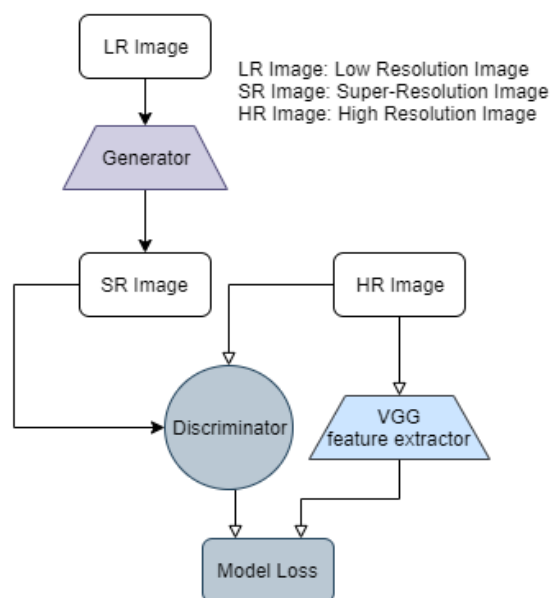 LR Image
LR Image: Low Resolution Image
SR Image: Super-Resolution Image
HR Image: High Resolution Image
Generator
SR Image
HR Image
Discriminator
VGG
feature extractor
Model Loss